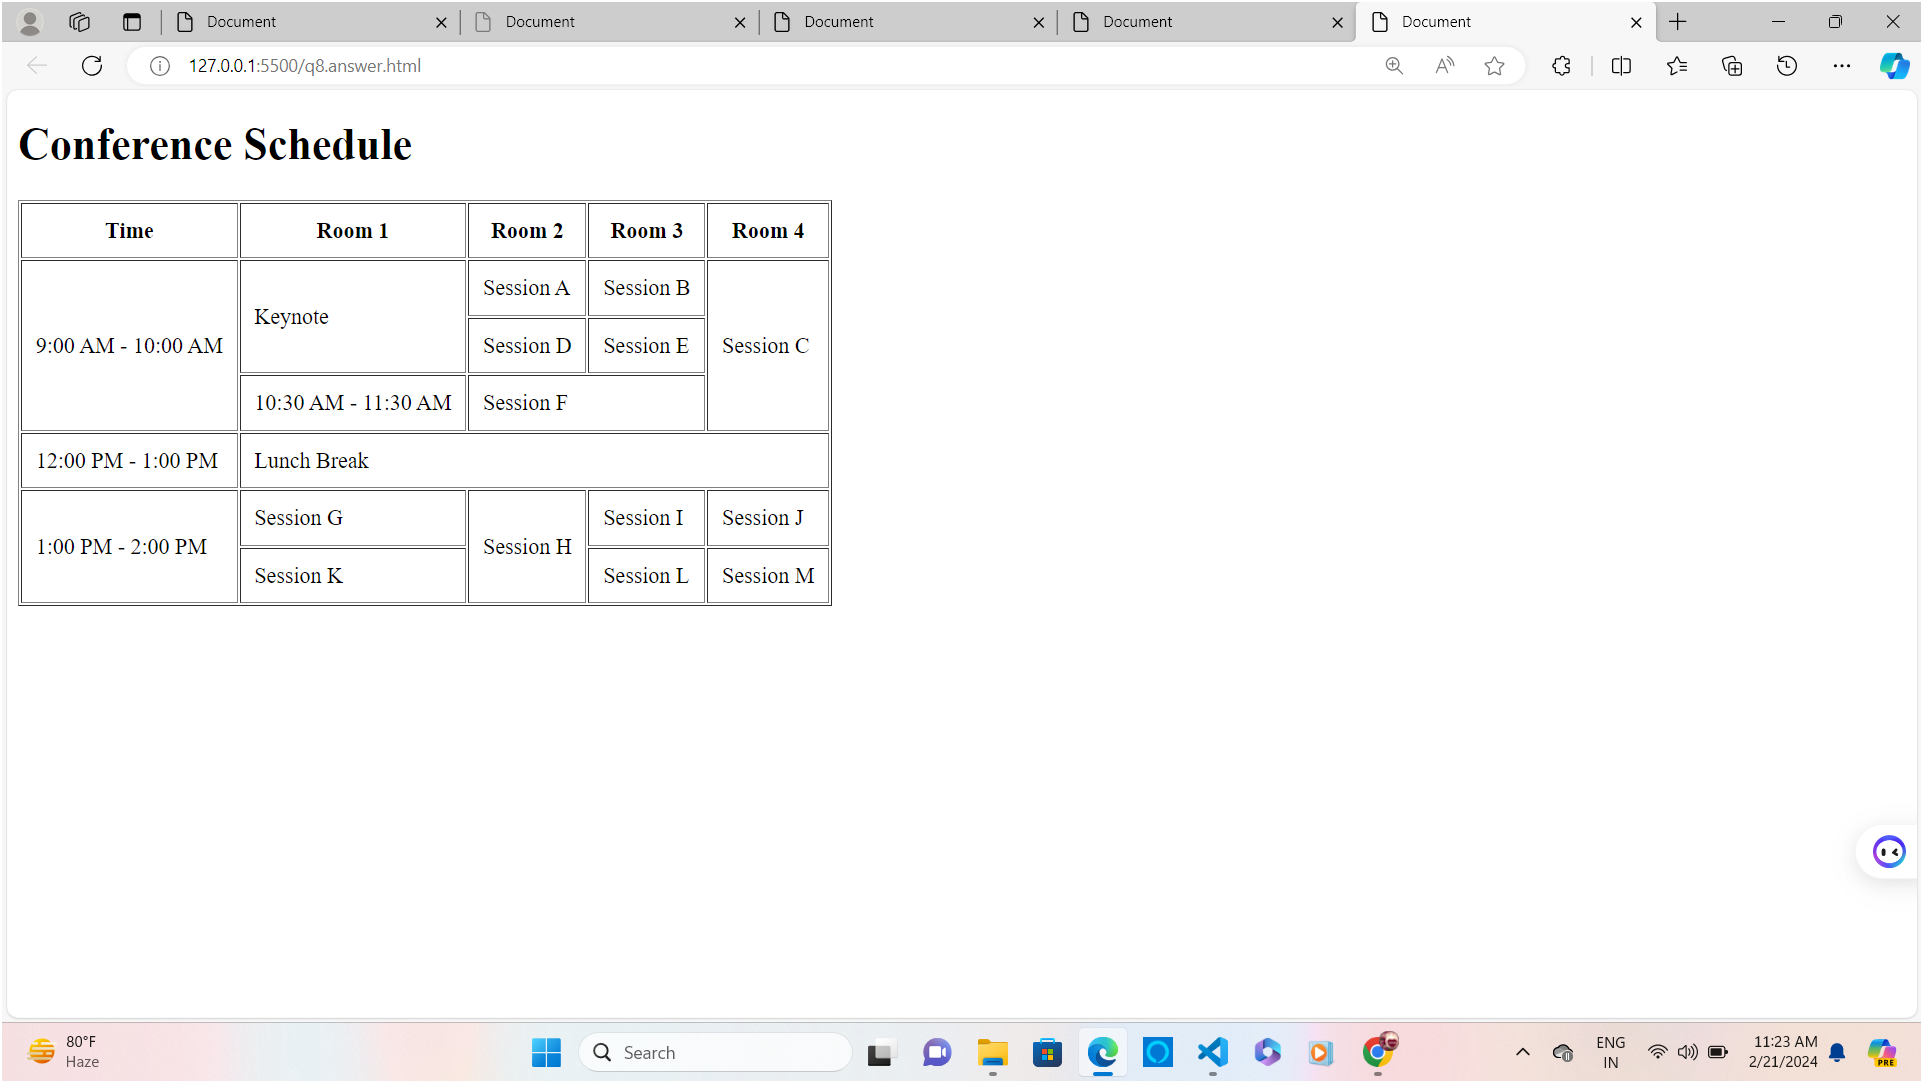 Document
Document
Document
Document
Document
127.0.0.1:5500/q8.answer.html
Conference Schedule
Time Room 1 Room 2 Room 3 Room 4
9:00 AM - 10:00 AM Keynote Session A Session B Session C
Session D Session E
10:30 AM - 11:30 AM Session F
12:00 PM - 1:00 PM Lunch Break
1:00 PM - 2:00 PM Session G Session H Session I Session J
Session K Session L Session M
80°F
Haze
Search
ENG
IN
11:23 AM
2/21/2024
PRE